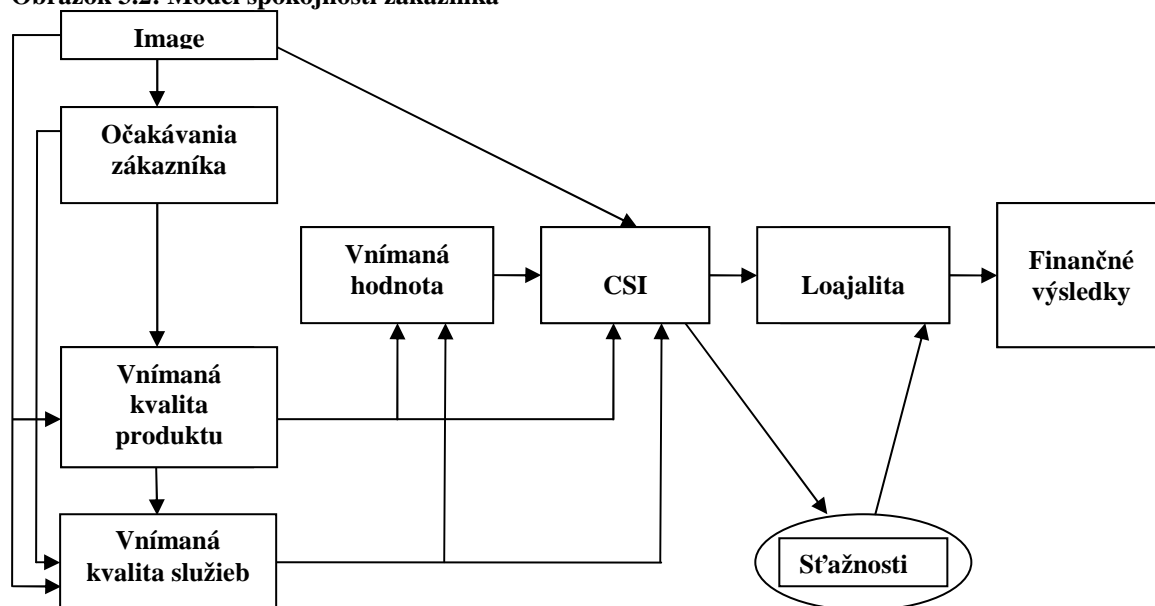 Obrázok 5.2: Model spokojnosti zákazníka
Image
Očakávania
zákazníka
Vnímaná
hodnota
CSI
Loajalita
Finančné
výsledky
Vnímaná
kvalita
produktu
Vnímaná
kvalita služieb
Sťažnosti